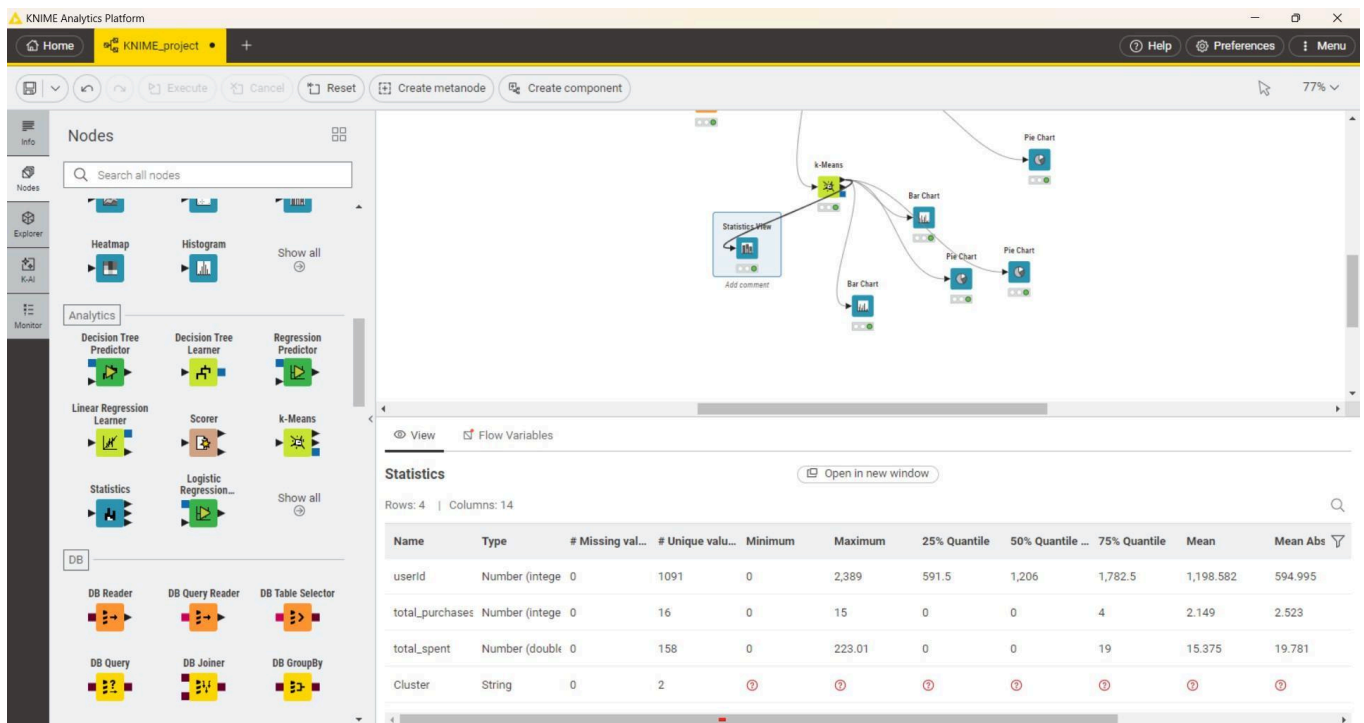 KNIME Analytics Platform
Home
KNIME_project
Help
Preferences
Menu
Execute
Cancel
Reset
Create metanode
Create component
77%
Info
Nodes
Explorer
K-AI
Monitor
Nodes
Search all nodes
Heatmap
Histogram
Show all
Analytics
Decision Tree
Predictor
Decision Tree
Learner
Regression
Predictor
Linear Regression
Learner
Scorer
k-Means
Statistics
Logistic
Regression...
Show all
DB
DB Reader
DB Query Reader
DB Table Selector
DB Query
DB Joiner
DB GroupBy
Pie Chart
k-Means
Bar Chart
Statistics View
Add comment
Pie Chart
Pie Chart
Bar Chart
View
Flow Variables
Statistics
Open in new window
Rows: 4 | Columns: 14
Name Type # Missing val... # Unique valu... Minimum Maximum 25% Quantile 50% Quantile ... 75% Quantile Mean Mean Abs
userId Number (intege 0 1091 0 2,389 591.5 1,206 1,782.5 1,198.582 594.995
total_purchases Number (intege 0 16 0 15 0 0 4 2.149 2.523
total_spent Number (double 0 158 0 223.01 0 0 19 15.375 19.781
Cluster String 0 2 ? ? ? ? ? ? ?